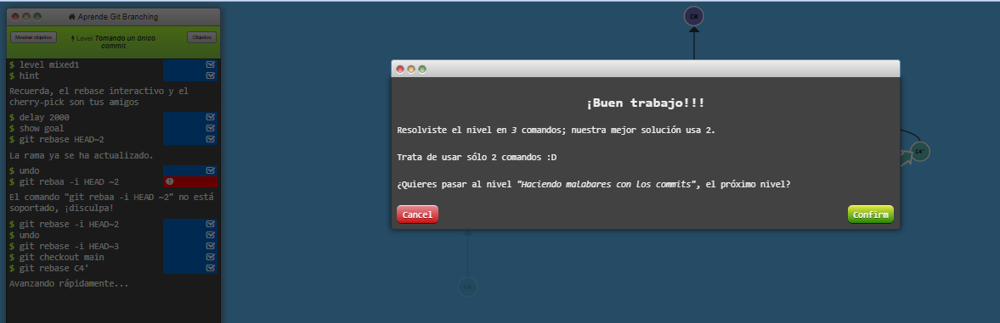 Aprende Git Branching
Mostrar objetivo
Level Tomando un único
commit
Objetivo
$ level mixed1
$ hint
Recuerda, el rebase interactivo y el
cherry-pick son tus amigos
$ delay 2000
$ show goal
$ git rebase HEAD~2
La rama ya se ha actualizado.
$ undo
$ git rebaa -i HEAD ~2
El comando "git rebaa -i HEAD ~2" no está
soportado, ¡disculpa!
$ git rebase -i HEAD~2
$ undo
$ git rebase -i HEAD~3
$ git checkout main
$ git rebase C4'
Avanzando rápidamente...
C0
¡Buen trabajo!!!
Resolviste el nivel en 3 comandos; nuestra mejor solución usa 2.
Trata de usar sólo 2 comandos :D
¿Quieres pasar al nivel "Haciendo malabares con los commits", el próximo nivel?
Cancel
Confirm
C4'